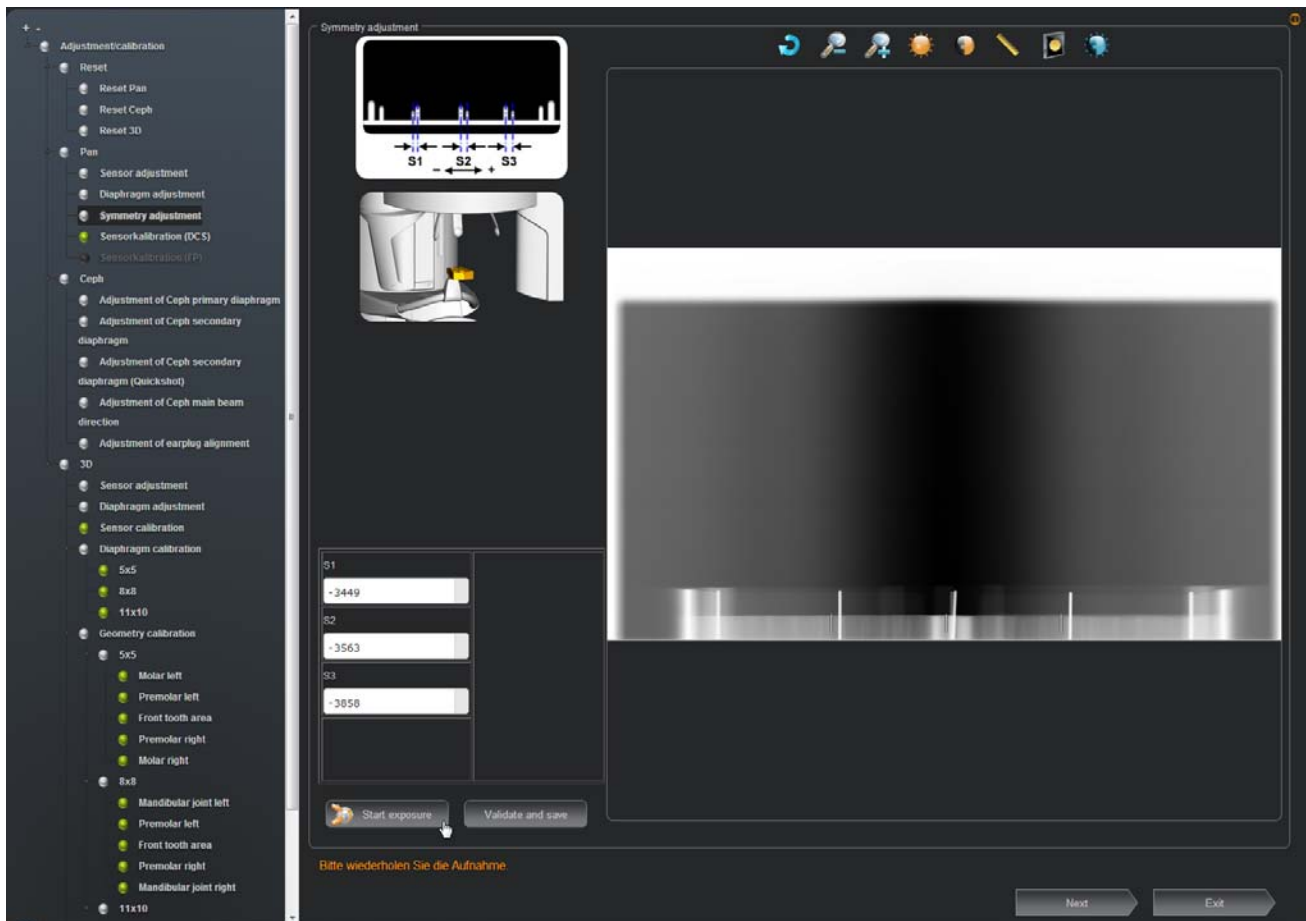 + -
Adjustment/calibration
Reset
Reset Pan
Reset Ceph
Reset 3D
Pan
Sensor adjustment
Diaphragm adjustment
Symmetry adjustment
Sensorkalibration (DCS)
Sensorkalibration (FP)
Ceph
Adjustment of Ceph primary diaphragm
Adjustment of Ceph secondary
diaphragm
Adjustment of Ceph secondary
diaphragm (Quickshot)
Adjustment of Ceph main beam
direction
Adjustment of earplug alignment
3D
Sensor adjustment
Diaphragm adjustment
Sensor calibration
Diaphragm calibration
5x5
8x8
11x10
Geometry calibration
5x5
Molar left
Premolar left
Front tooth area
Premolar right
Molar right
8x8
Mandibular joint left
Premolar left
Front tooth area
Premolar right
Mandibular joint right
11x10
Symmetry adjustment
S1 S2 S3
- +
S1
-3449
S2
-3563
S3
-3858
Start exposure
Validate and save
Bitte wiederholen Sie die Aufnahme.
Next
Exit